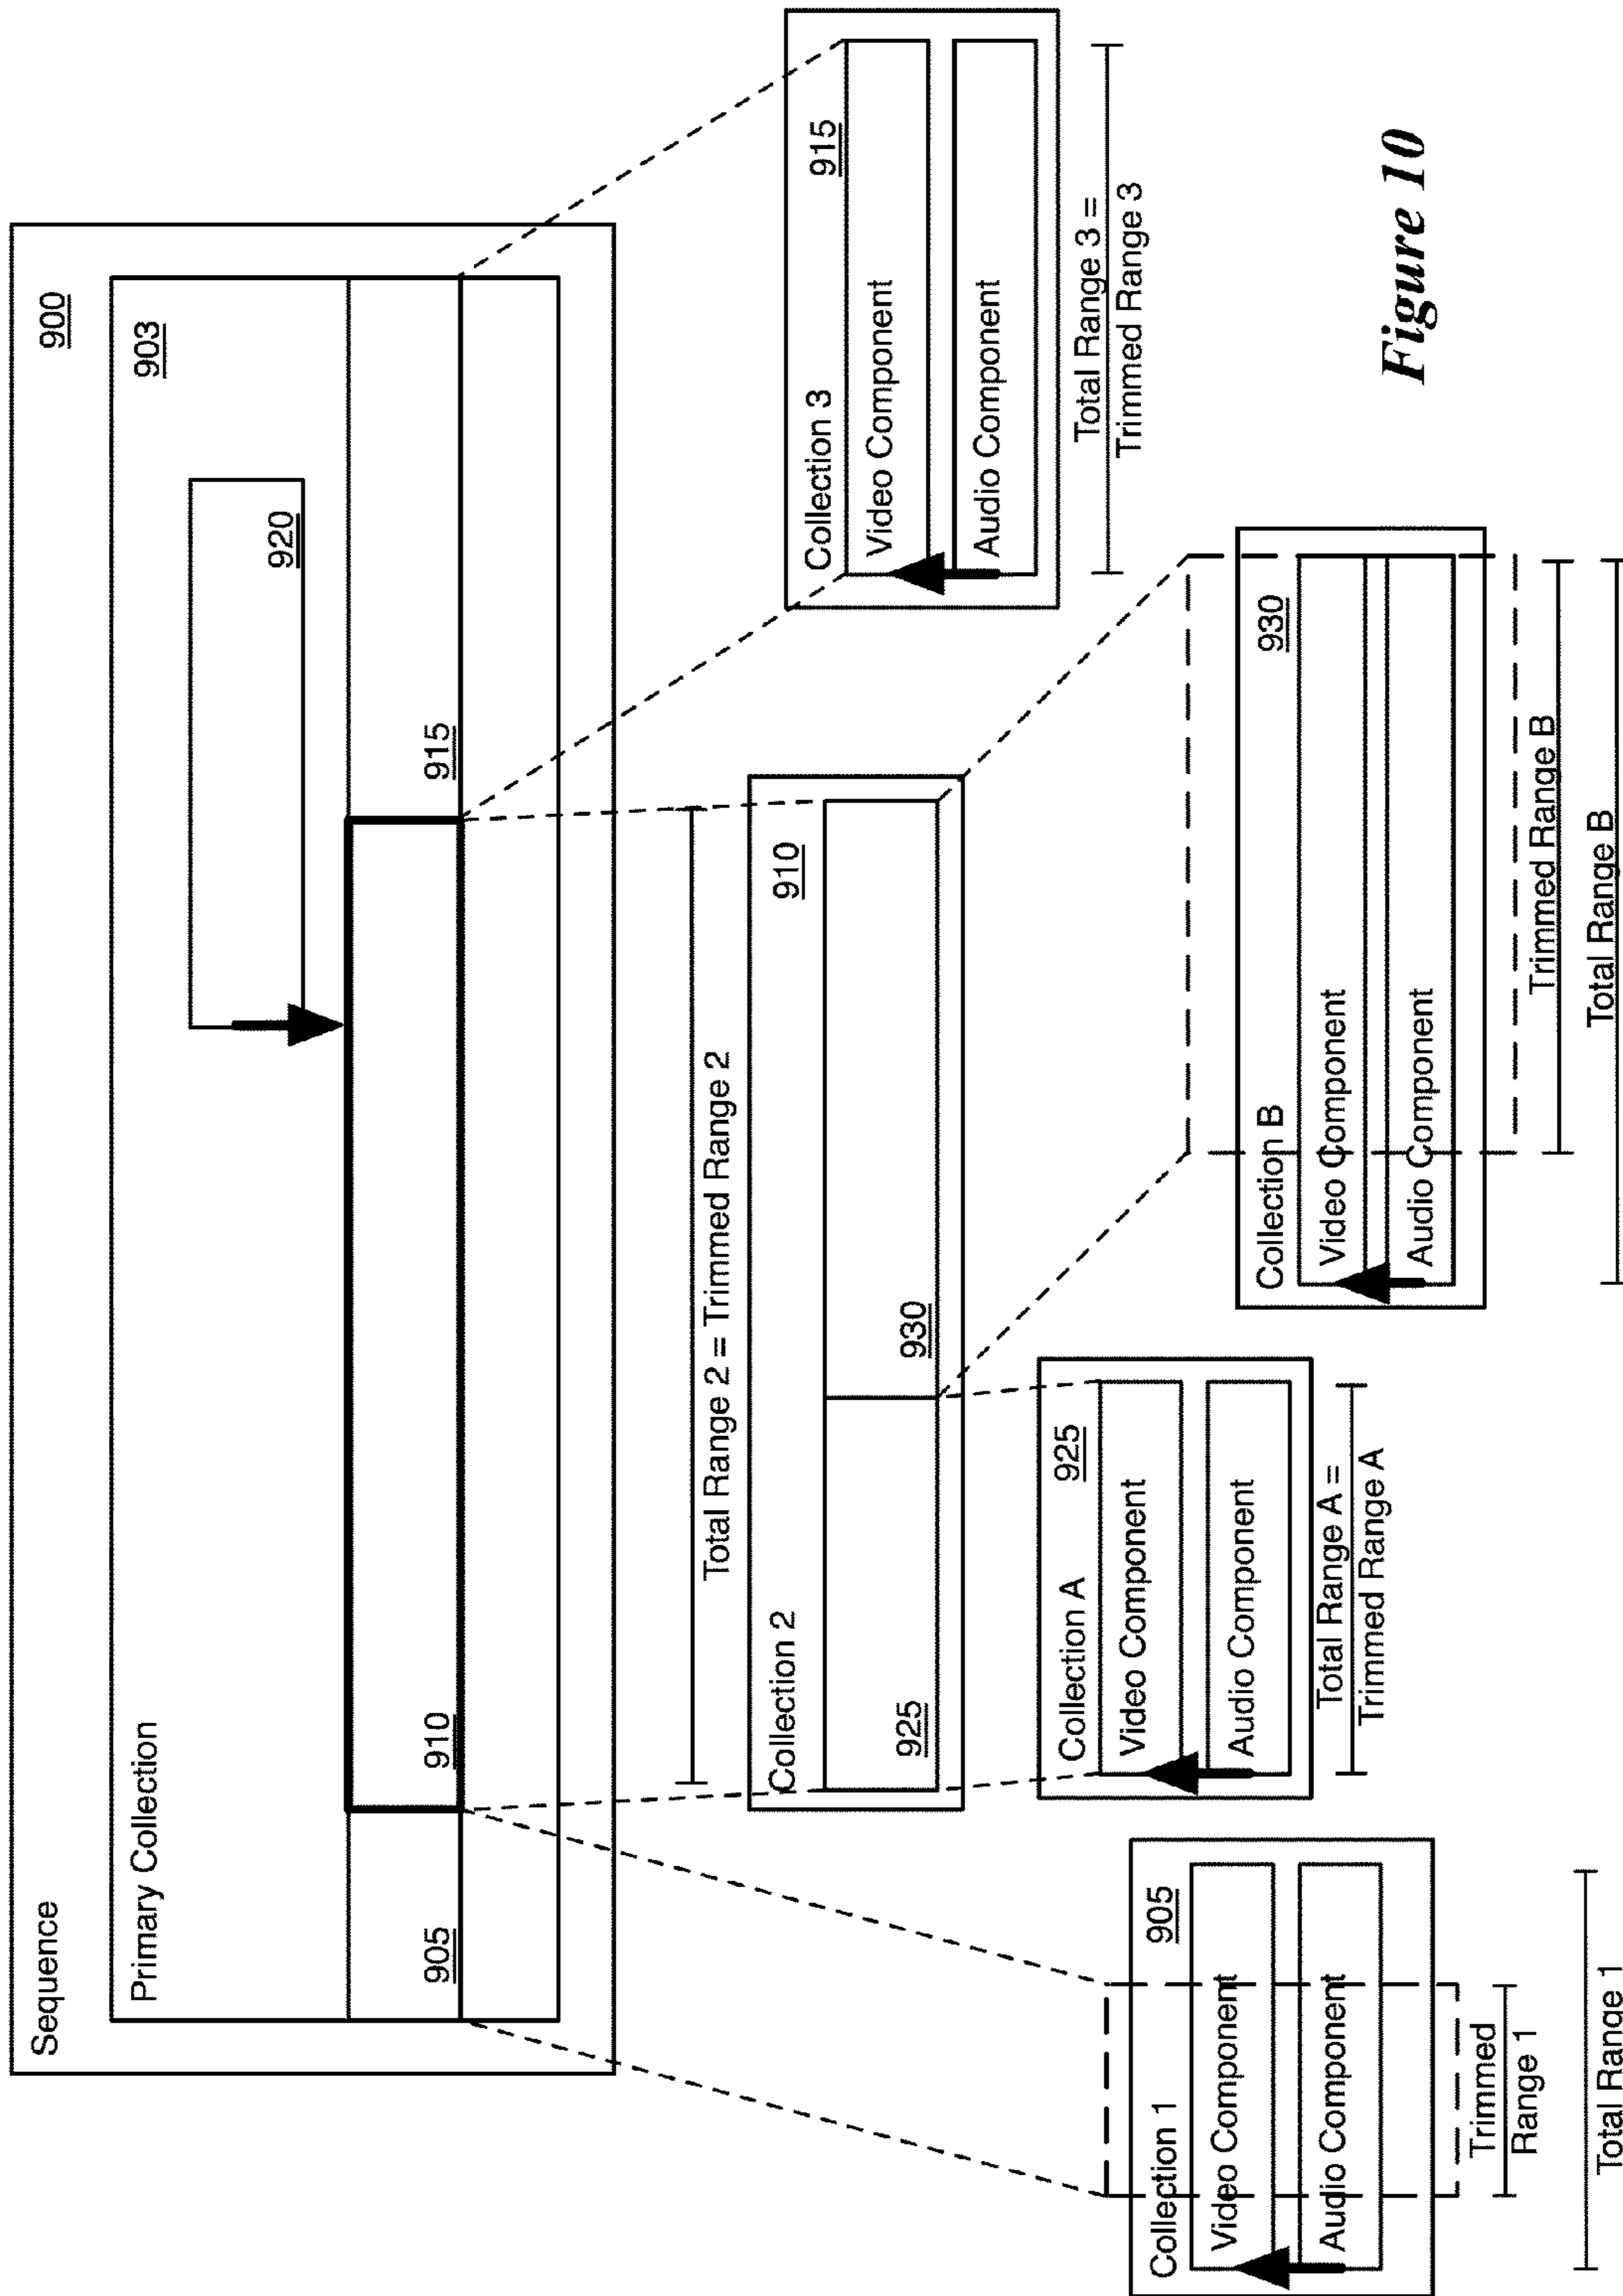 Sequence
900
Primary Collection
903
920
905
910
915
Total Range 2 = Trimmed Range 2
Collection 2
910
925
930
Collection 3
915
Video Component
Audio Component
Total Range 3 =
Trimmed Range 3
Collection A
925
Video Component
Audio Component
Total Range A =
Trimmed Range A
Collection 1
905
Video Component
Audio Component
Trimmed
Range 1
Total Range 1
Collection B
930
Video Component
Audio Component
Trimmed Range B
Total Range B
Figure 10